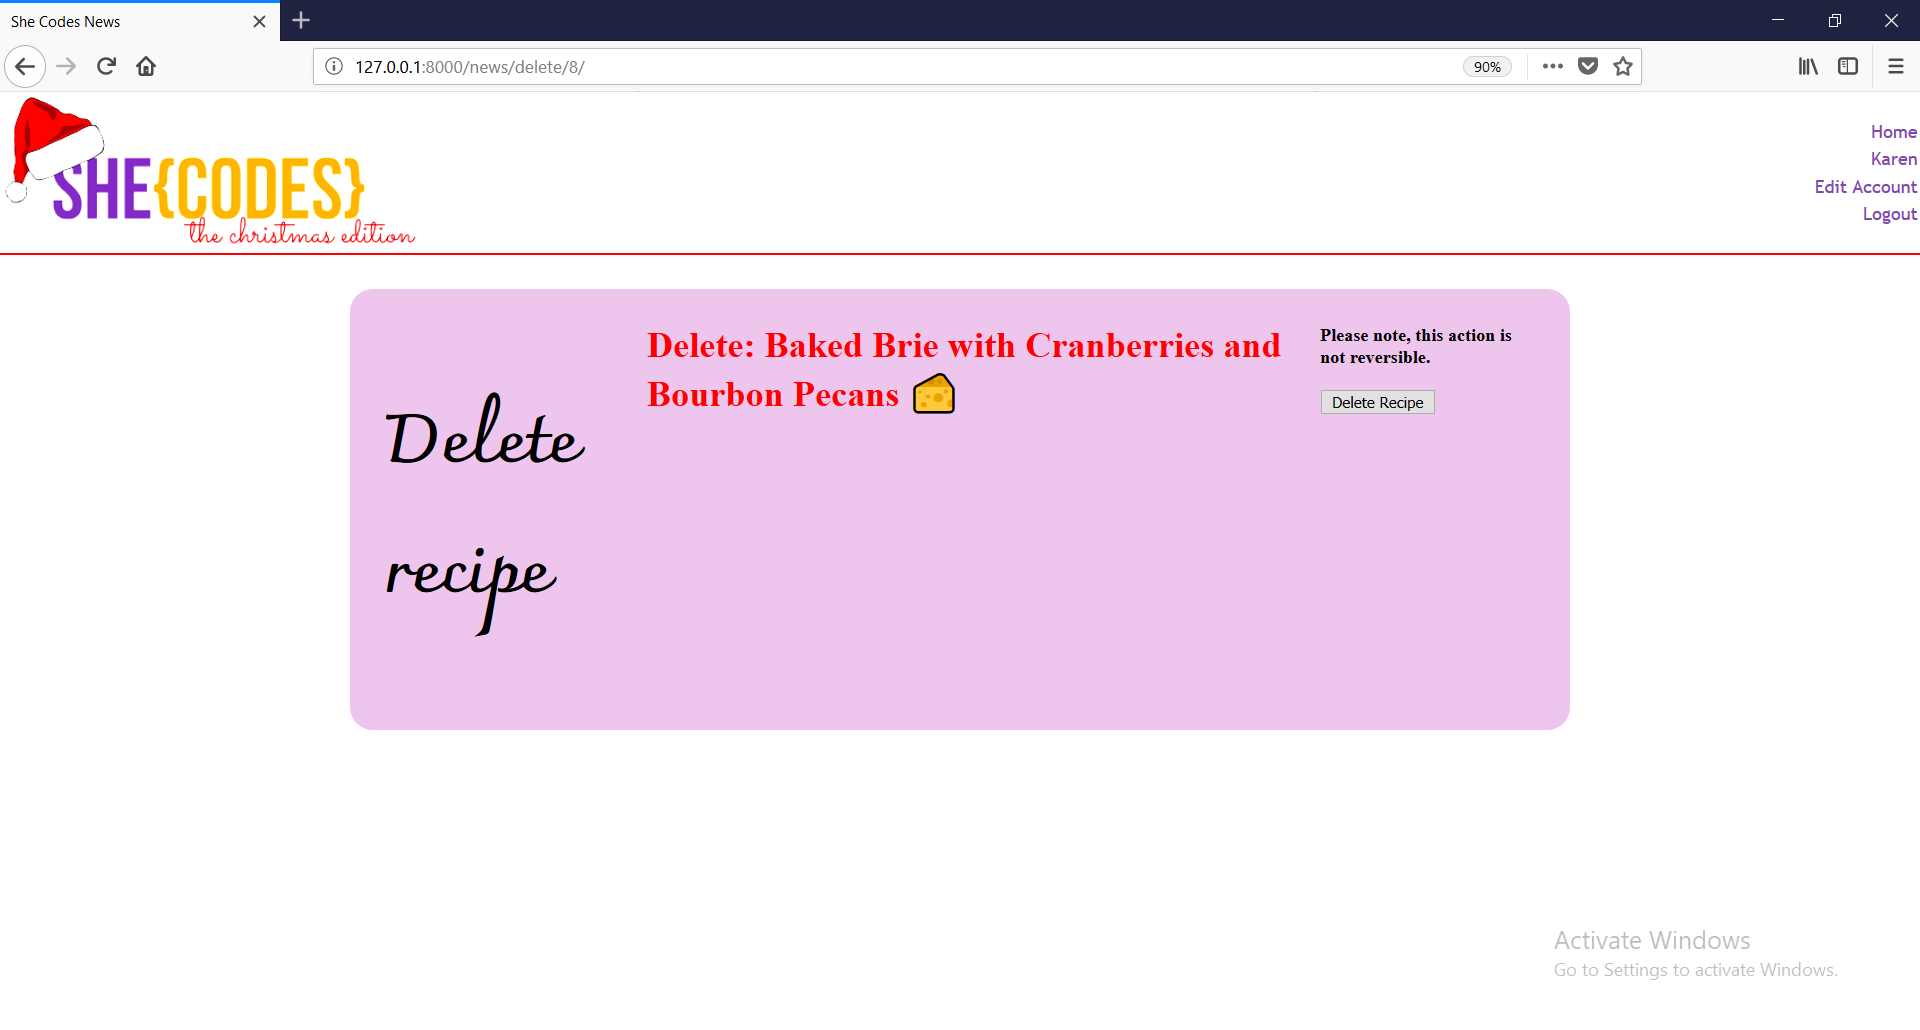 She Codes News
127.0.0.1:8000/news/delete/8/
90%
SHE{CODES}
the christmas edition
Home
Karen
Edit Account
Logout
Delete
recipe
Delete: Baked Brie with Cranberries and
Bourbon Pecans
Please note, this action is
not reversible.
Delete Recipe
Activate Windows
Go to Settings to activate Windows.